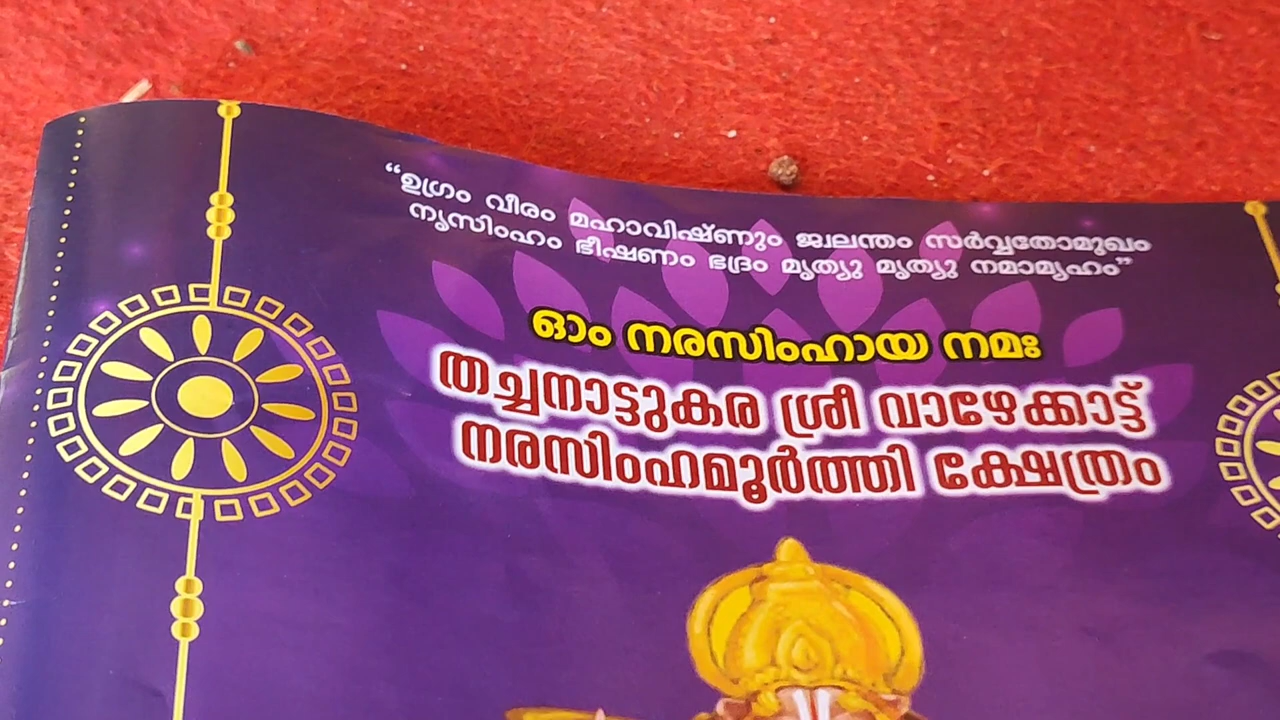 “ഉഗ്രം വീരം മഹാവിഷ്ണും ജ്വലന്തം സർവ്വതോമുഖം
നൃസിംഹം ഭീഷണം ഭദ്രം മൃത്യു മൃത്യു നമാമ്യഹം”
ഓം നരസിംഹായ നമഃ
തച്ചനാട്ടുകര ശ്രീ വാഴേക്കാട്ട്
നരസിംഹമൂർത്തി ക്ഷേത്രം